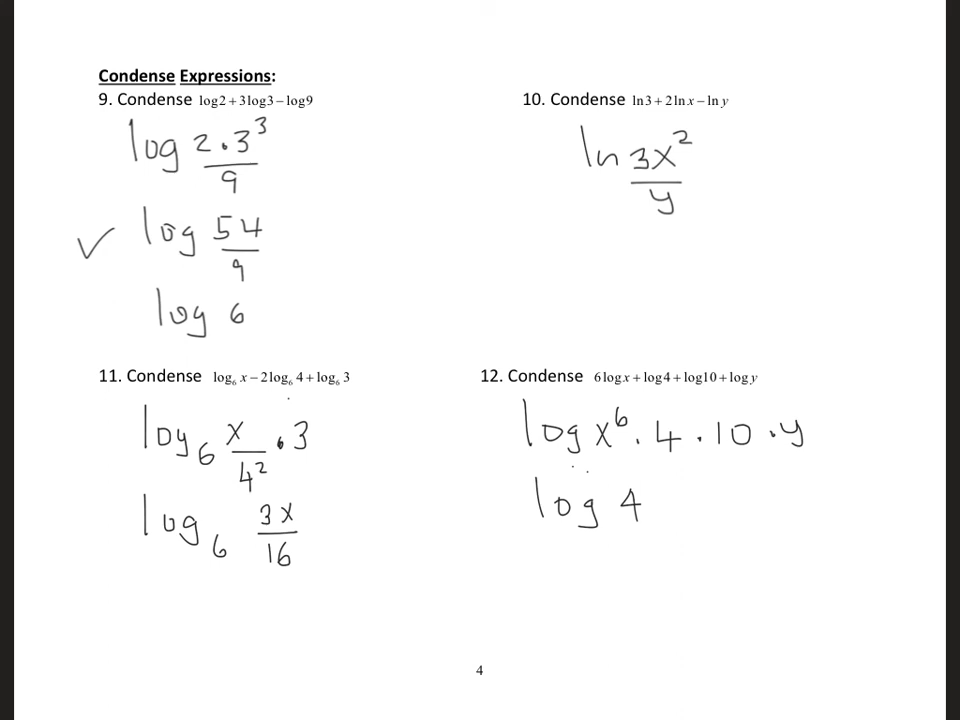 Condense Expressions:
9. Condense log2 + 3log3 − log9
log 2·3³/9
✓ log 54/9
log 6
10. Condense ln3 + 2lnx − lny
ln 3x²/y
11. Condense log₆ x − 2log₆ 4 + log₆ 3
log₆ x/4² · 3
log₆ 3x/16
12. Condense 6logx + log4 + log10 + logy
log x⁶ · 4 · 10 · y
log 4
4